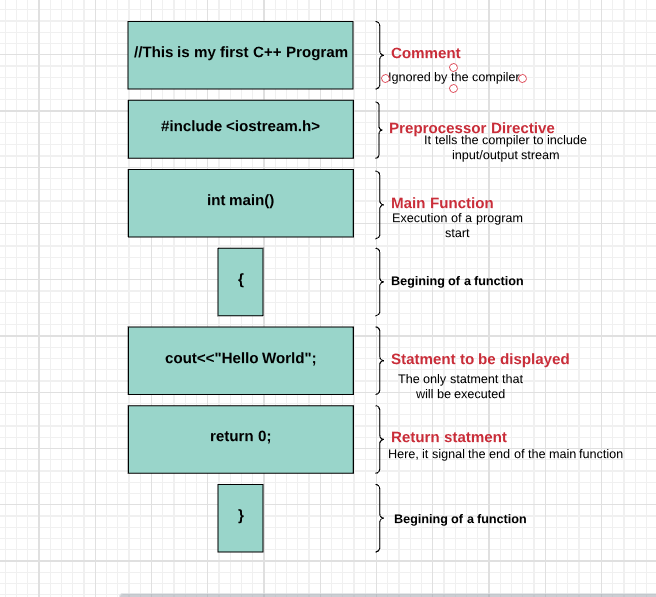 //This is my first C++ Program
Comment
Ignored by the compiler
#include <iostream.h>
Preprocessor Directive
It tells the compiler to include
input/output stream
int main()
Main Function
Execution of a program
start
{
Begining of a function
cout<<"Hello World";
Statment to be displayed
The only statment that
will be executed
return 0;
Return statment
Here, it signal the end of the main function
}
Begining of a function